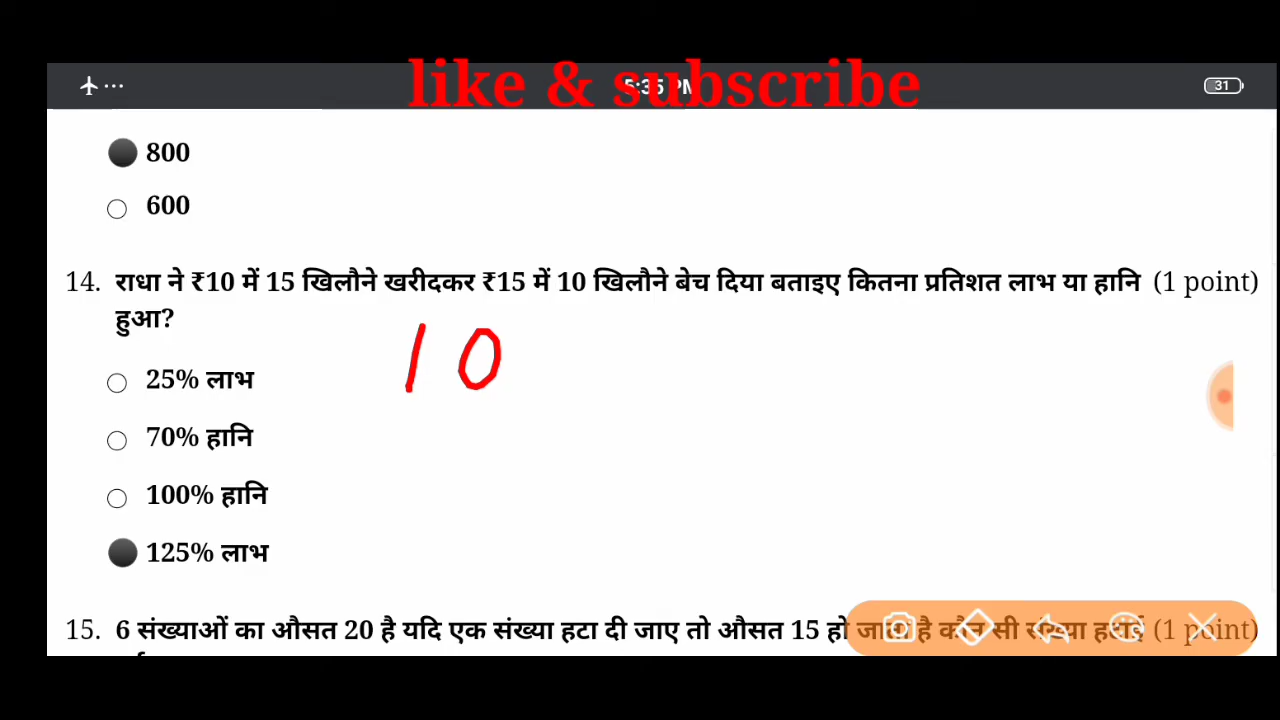 like & subscribe
31
800
600
14. राधा ने ₹10 में 15 खिलौने खरीदकर ₹15 में 10 खिलौने बेच दिया बताइए कितना प्रतिशत लाभ या हानि (1 point)
हुआ?
10
25% लाभ
70% हानि
100% हानि
125% लाभ
15. 6 संख्याओं का औसत 20 है यदि एक संख्या हटा दी जाए तो औसत 15 हो जाता है कौन सी संख्या हटाई (1 point)